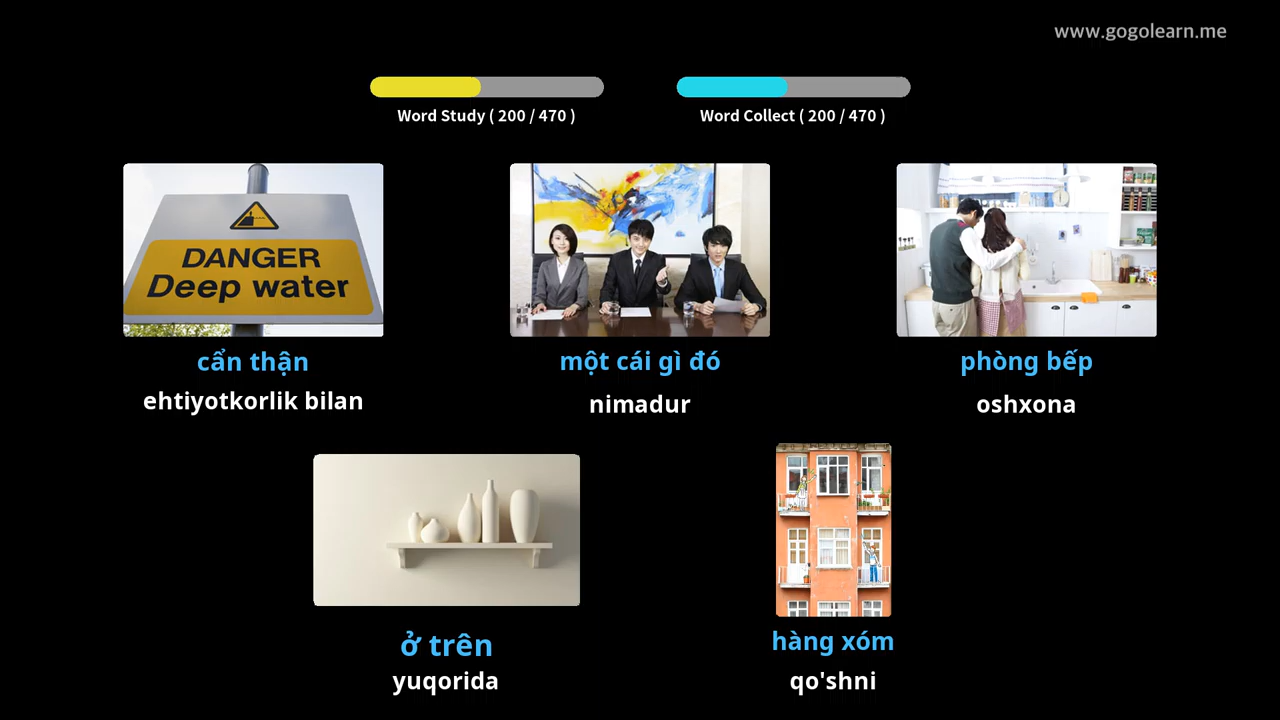 www.gogolearn.me
Word Study ( 200 / 470 )
Word Collect ( 200 / 470 )
DANGER
Deep water
cẩn thận
ehtiyotkorlik bilan
một cái gì đó
nimadur
phòng bếp
oshxona
ở trên
yuqorida
hàng xóm
qo'shni